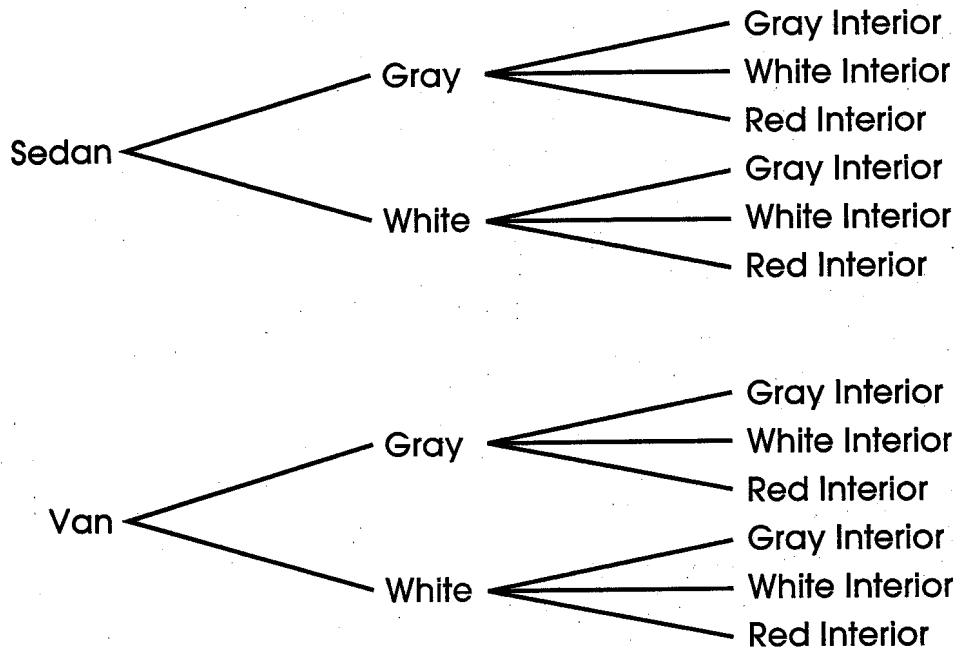 Gray Interior
Gray
White Interior
Red Interior
Sedan
Gray Interior
White
White Interior
Red Interior
Gray Interior
Gray
White Interior
Red Interior
Van
Gray Interior
White
White Interior
Red Interior